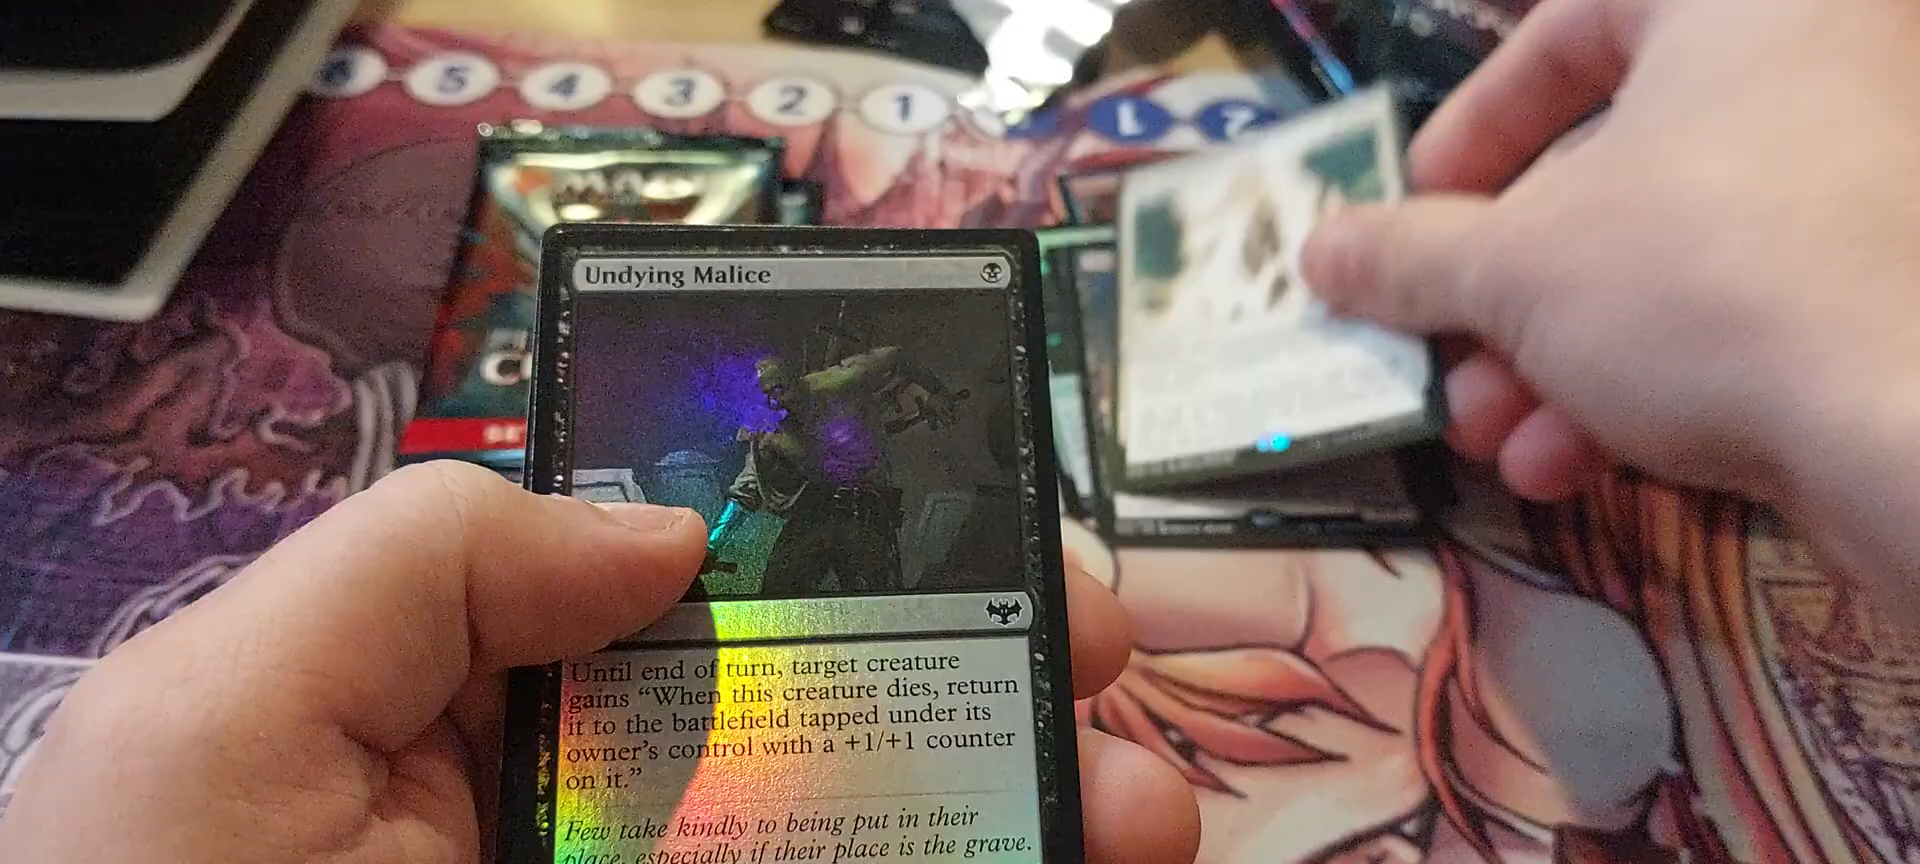 6 5 4 3 2 1 1 2
Undying Malice
Until end of turn, target creature
gains “When this creature dies, return
it to the battlefield tapped under its
owner’s control with a +1/+1 counter
on it.”
Few take kindly to being put in their
place, especially if their place is the grave.